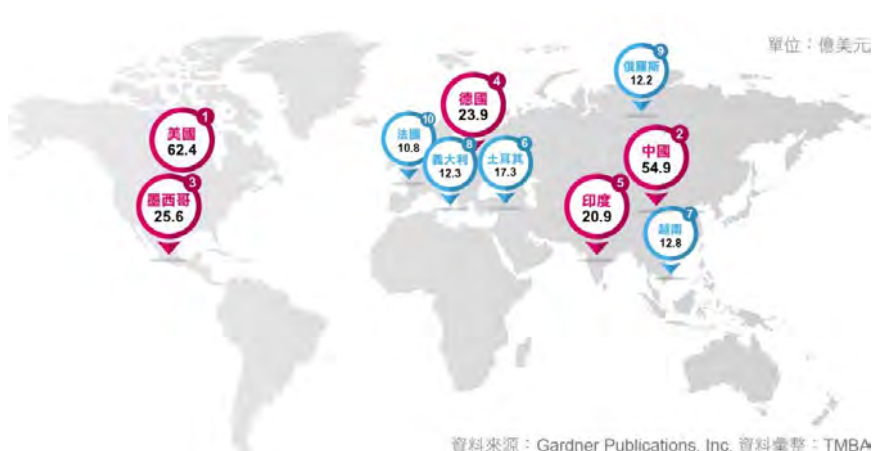 單位：億美元
9
俄羅斯
12.2
4
德國
23.9
1
美國
62.4
10
法國
10.8
8
義大利
12.3
6
土耳其
17.3
2
中國
54.9
3
墨西哥
25.6
5
印度
20.9
7
越南
12.8
資料來源：Gardner Publications, Inc. 資料彙整：TMBA